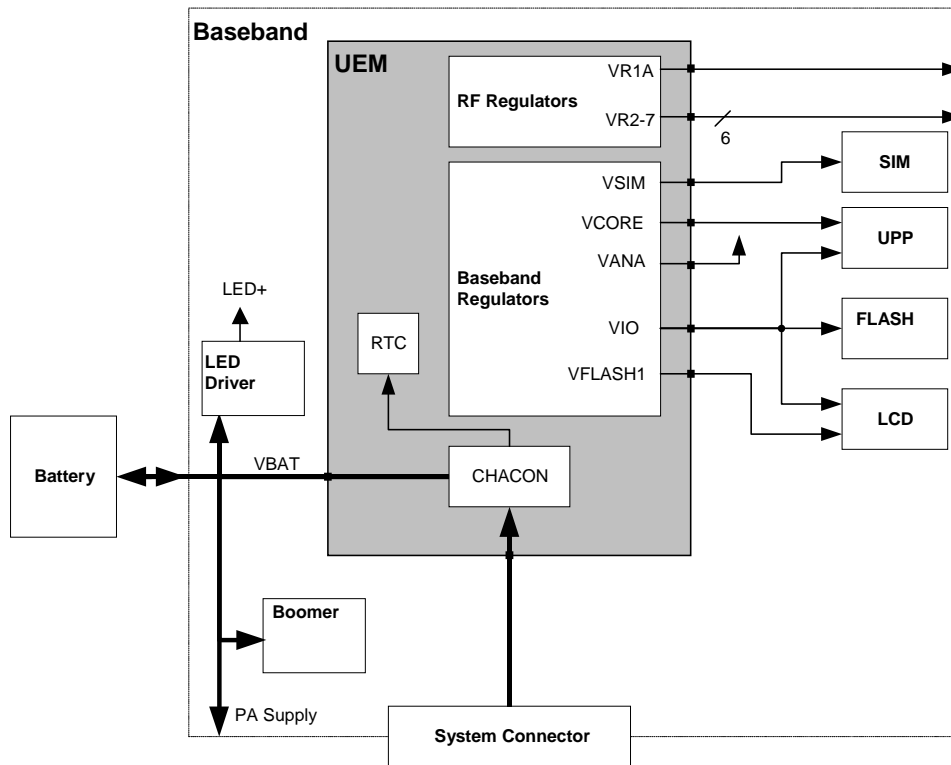 Baseband
UEM
RF Regulators
VR1A
VR2-7
6
SIM
VSIM
VCORE
UPP
VANA
Baseband
Regulators
LED+
VIO
FLASH
RTC
LED
Driver
VFLASH1
LCD
Battery
VBAT
CHACON
Boomer
PA Supply
System Connector